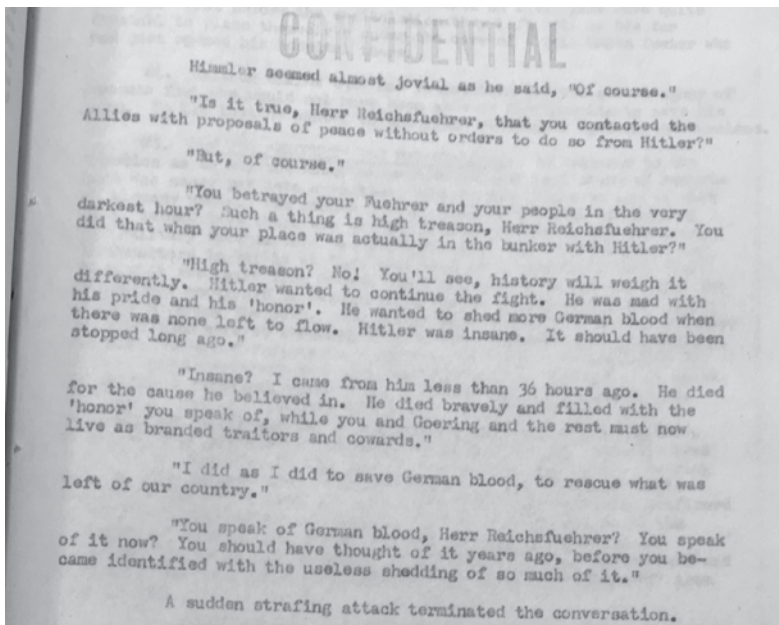 CONFIDENTIAL
Himmler seemed almost jovial as he said, "Of course."
"Is it true, Herr Reichsfuehrer, that you contacted the
Allies with proposals of peace without orders to do so from Hitler?"
"But, of course."
"You betrayed your Fuehrer and your people in the very
darkest hour? Such a thing is high treason, Herr Reichsfuehrer. You
did that when your place was actually in the bunker with Hitler?"
"High treason? No! You'll see, history will weigh it
differently. Hitler wanted to continue the fight. He was mad with
his pride and his 'honor'. He wanted to shed more German blood when
there was none left to flow. Hitler was insane. It should have been
stopped long ago."
"Insane? I came from him less than 36 hours ago. He died
for the cause he believed in. He died bravely and filled with the
'honor' you speak of, while you and Goering and the rest must now
live as branded traitors and cowards."
"I did as I did to save German blood, to rescue what was
left of our country."
"You speak of German blood, Herr Reichsfuehrer? You speak
of it now? You should have thought of it years ago, before you be-
came identified with the useless shedding of so much of it."
A sudden strafing attack terminated the conversation.